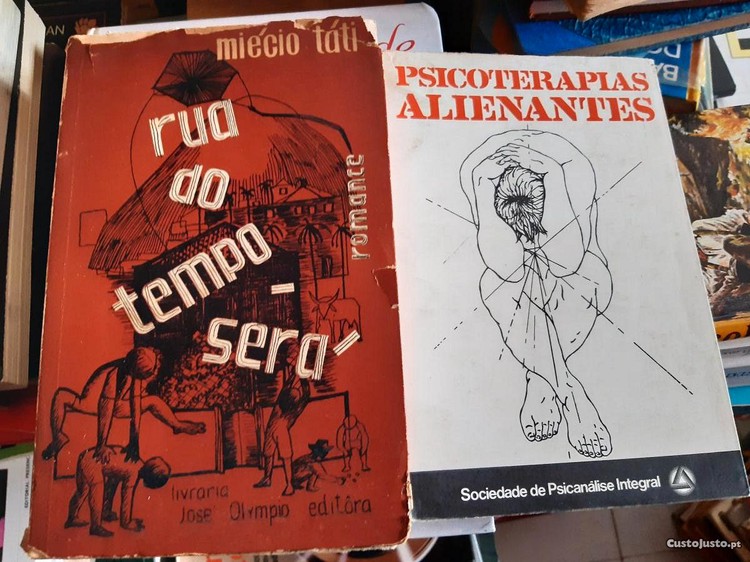 miécio táti
rua
do
tempo-
será
romance
livraria
José Olympio editôra
PSICOTERAPIAS
ALIENANTES
Sociedade de Psicanálise Integral
de
CustoJusto.pt